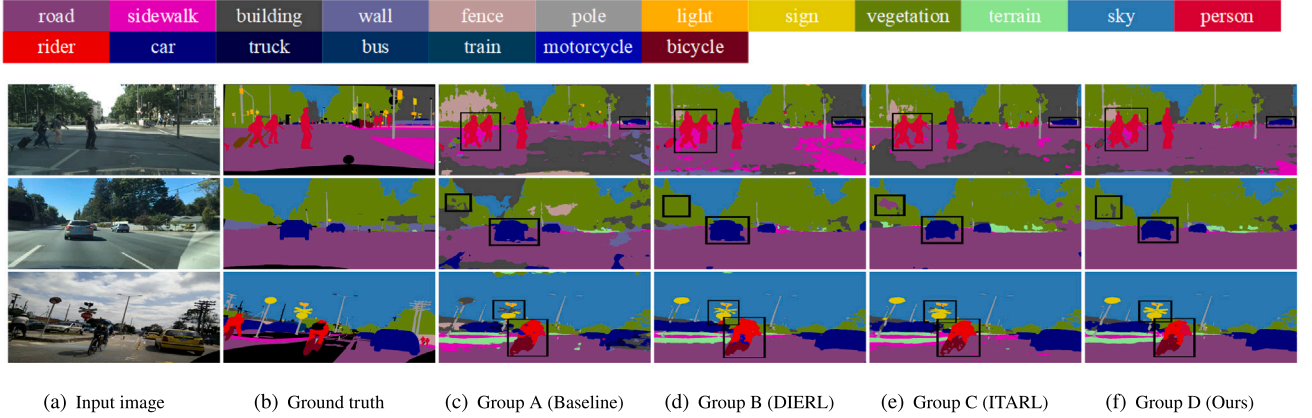 road sidewalk building wall fence pole light sign vegetation terrain sky person
rider car truck bus train motorcycle bicycle
(a) Input image (b) Ground truth (c) Group A (Baseline) (d) Group B (DIERL) (e) Group C (ITARL) (f) Group D (Ours)